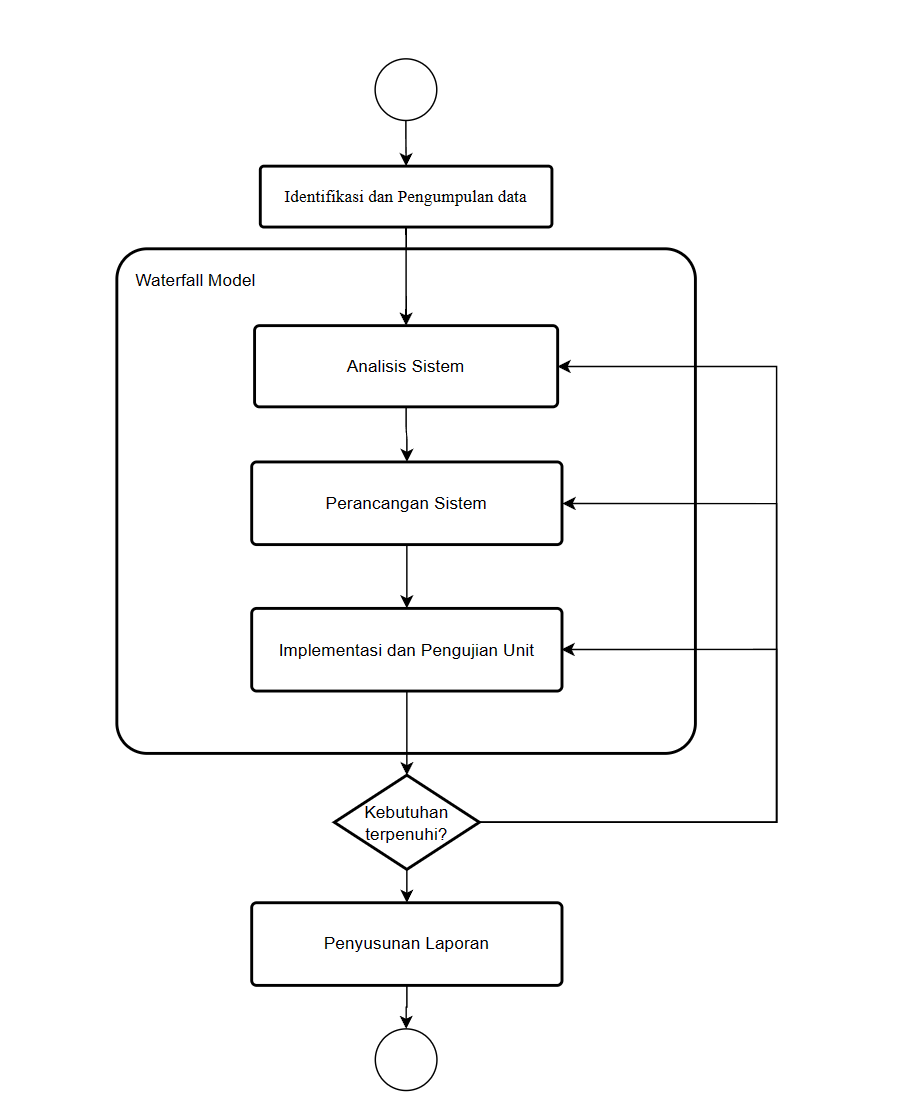 Identifikasi dan Pengumpulan data
Waterfall Model
Analisis Sistem
Perancangan Sistem
Implementasi dan Pengujian Unit
Kebutuhan
terpenuhi?
Penyusunan Laporan